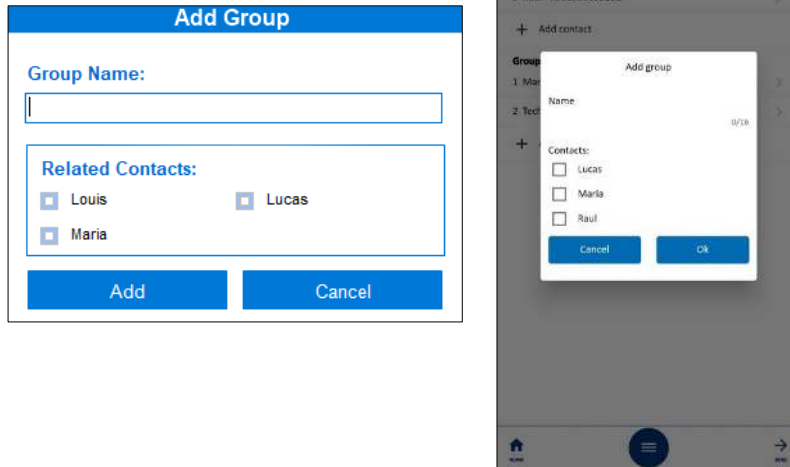 Add Group
Group Name:
Related Contacts:
Louis Lucas
Maria
Add Cancel
+ Add contact
Group
Add group
1 Mar
Name
2 Tech
0/16
+
Contacts:
Lucas
Maria
Raul
Cancel Ok